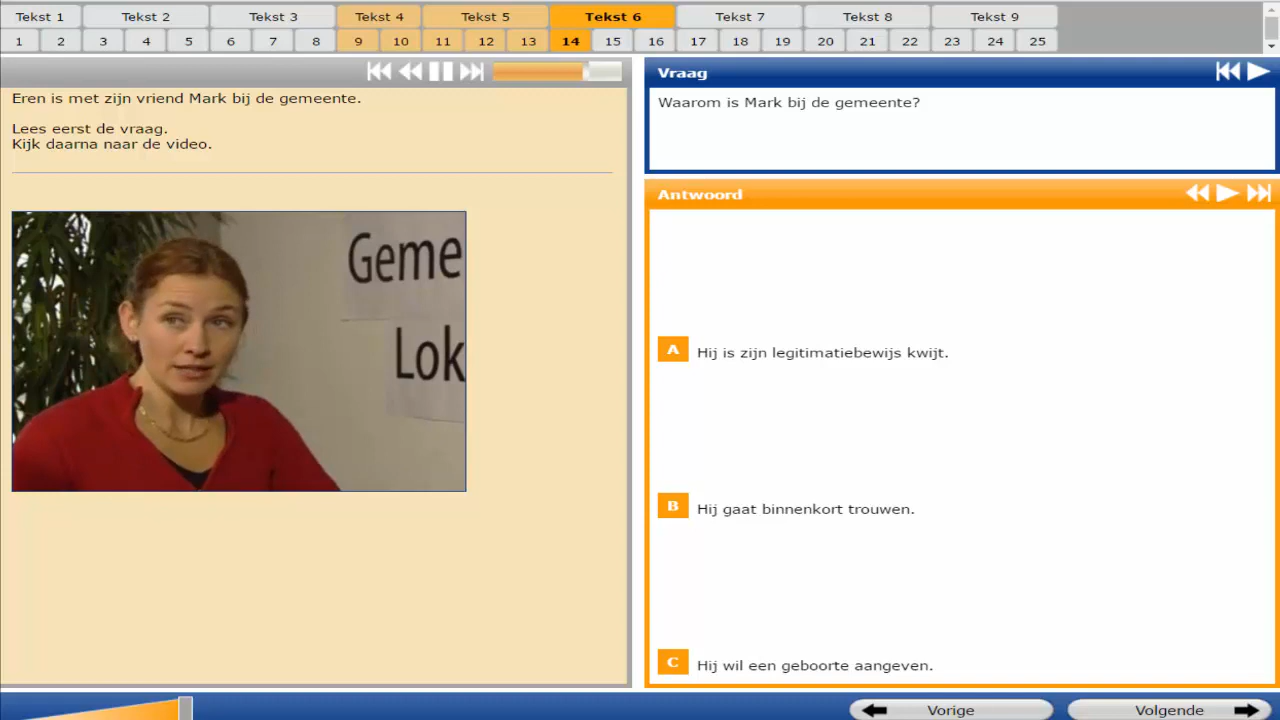 Tekst 1 Tekst 2 Tekst 3 Tekst 4 Tekst 5 Tekst 6 Tekst 7 Tekst 8 Tekst 9
1 2 3 4 5 6 7 8 9 10 11 12 13 14 15 16 17 18 19 20 21 22 23 24 25
Eren is met zijn vriend Mark bij de gemeente.
Lees eerst de vraag.
Kijk daarna naar de video.
Geme
Lok
Vraag
Waarom is Mark bij de gemeente?
Antwoord
A Hij is zijn legitimatiebewijs kwijt.
B Hij gaat binnenkort trouwen.
C Hij wil een geboorte aangeven.
Vorige Volgende